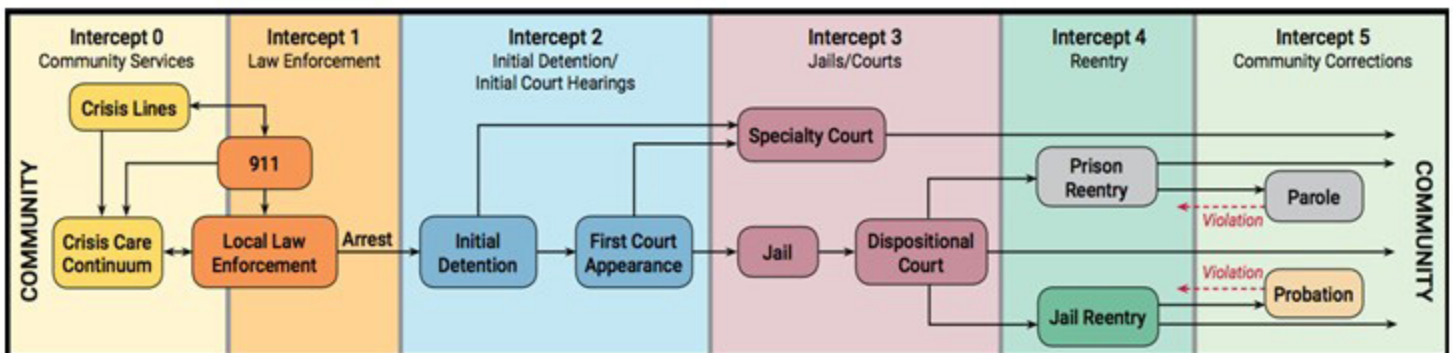 Intercept 0
Community Services
Intercept 1
Law Enforcement
Intercept 2
Initial Detention/
Initial Court Hearings
Intercept 3
Jails/Courts
Intercept 4
Reentry
Intercept 5
Community Corrections
COMMUNITY
Crisis Lines
911
Crisis Care
Continuum
Local Law
Enforcement
Arrest
Initial
Detention
First Court
Appearance
Specialty Court
Jail
Dispositional
Court
Prison
Reentry
Jail Reentry
Parole
Violation
Violation
Probation
COMMUNITY